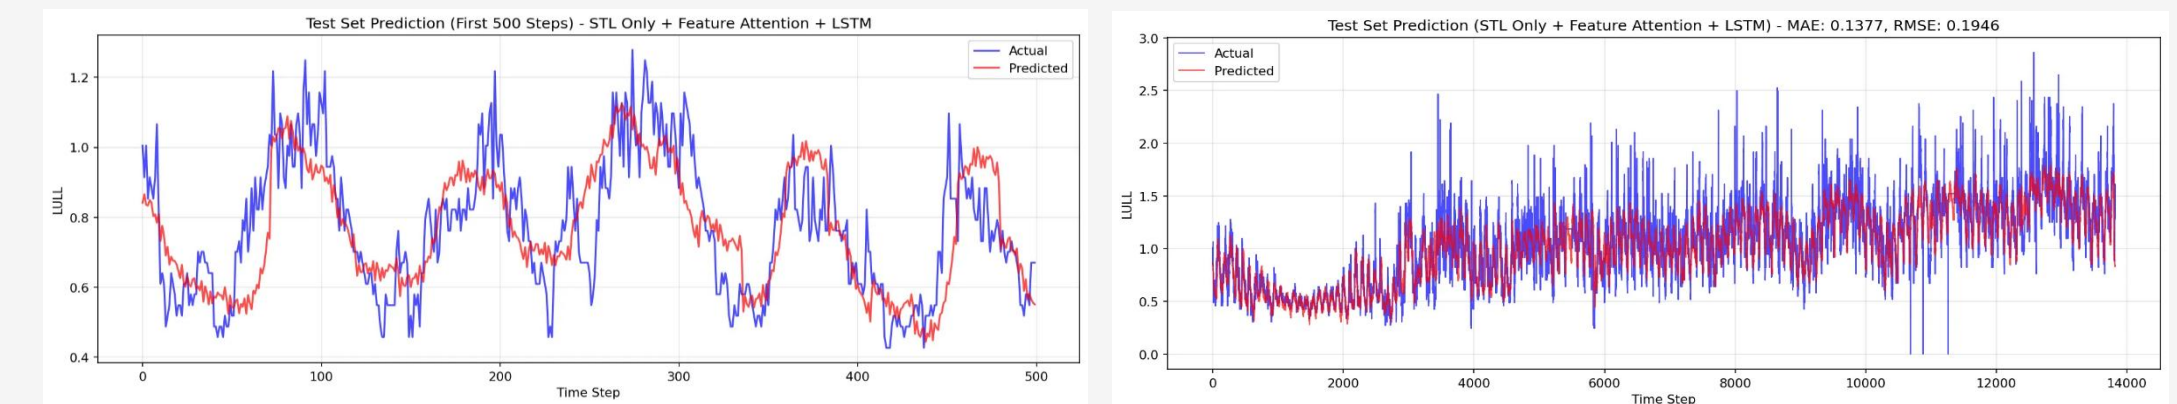 Test Set Prediction (First 500 Steps) - STL Only + Feature Attention + LSTM
Actual
Predicted
LULL
1.2
1.0
0.8
0.6
0.4
0 100 200 300 400 500
Time Step
Test Set Prediction (STL Only + Feature Attention + LSTM) - MAE: 0.1377, RMSE: 0.1946
Actual
Predicted
LULL
3.0
2.5
2.0
1.5
1.0
0.5
0.0
0 2000 4000 6000 8000 10000 12000 14000
Time Step